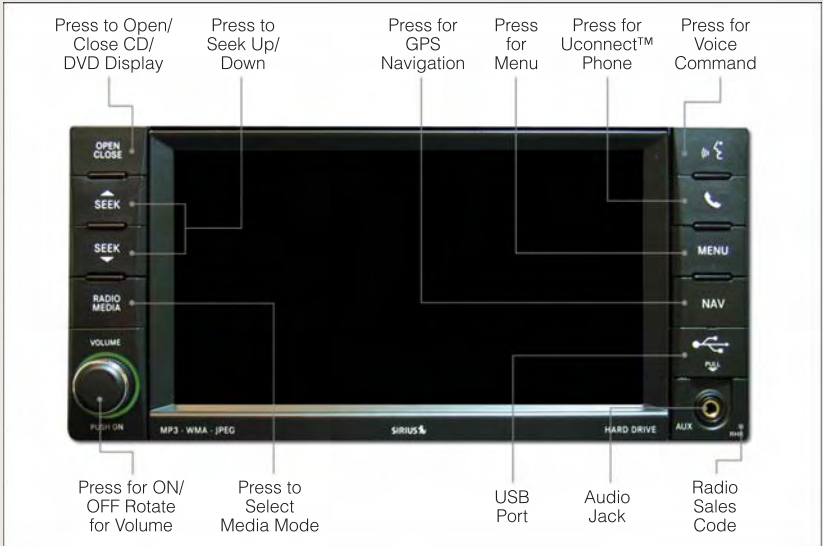 Press to Open/
Close CD/
DVD Display
Press to
Seek Up/
Down
Press for
GPS
Navigation
Press
for
Menu
Press for
Uconnect™
Phone
Press for
Voice
Command
OPEN
CLOSE
SEEK
SEEK
RADIO
MEDIA
VOLUME
PUSH ON
MP3 - WMA - JPEG
SIRIUS
HARD DRIVE
MENU
NAV
PULL
AUX
RHR
Press for ON/
OFF Rotate
for Volume
Press to
Select
Media Mode
USB
Port
Audio
Jack
Radio
Sales
Code